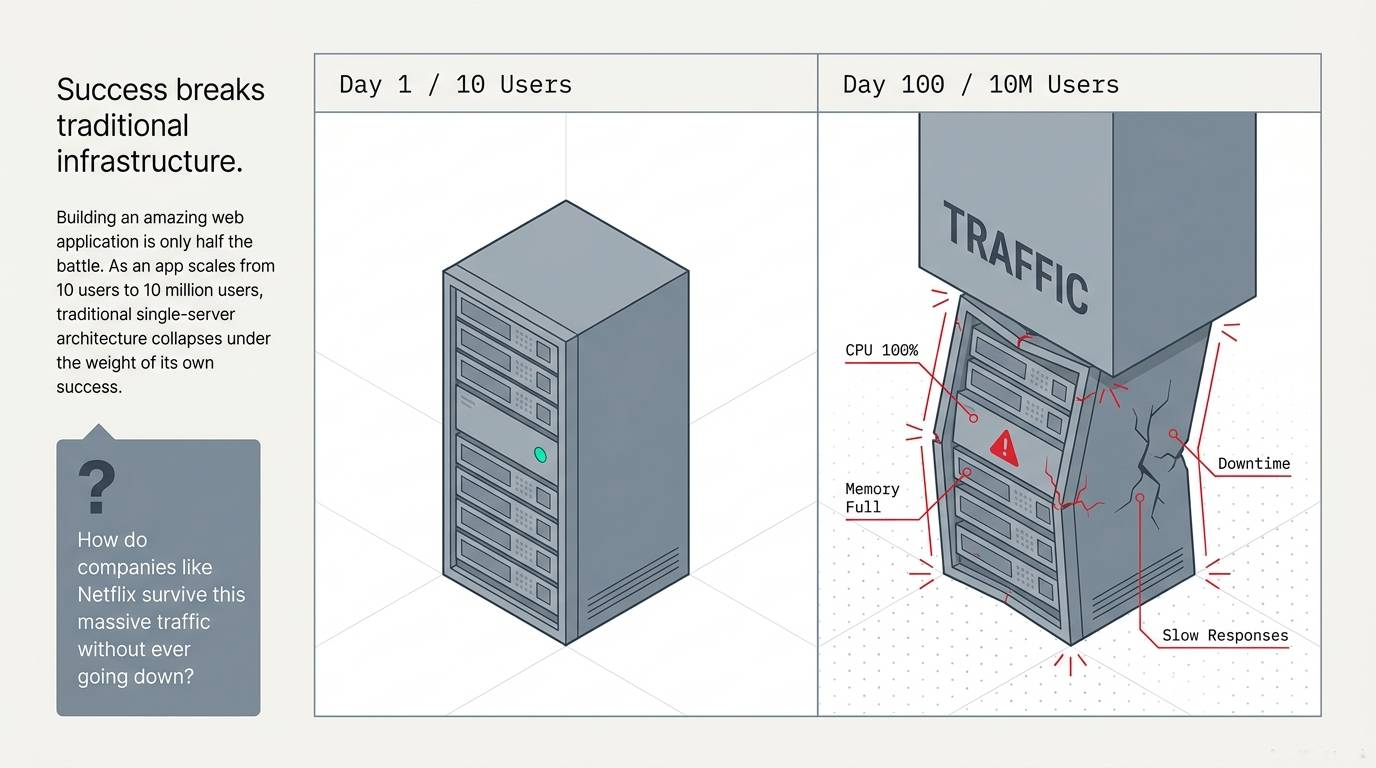 Success breaks
traditional
infrastructure.
Building an amazing web
application is only half the
battle. As an app scales from
10 users to 10 million users,
traditional single-server
architecture collapses under
the weight of its own
success.
?
How do
companies like
Netflix survive this
massive traffic
without ever
going down?
Day 1 / 10 Users
Day 100 / 10M Users
TRAFFIC
CPU 100%
Memory
Full
Downtime
Slow Responses